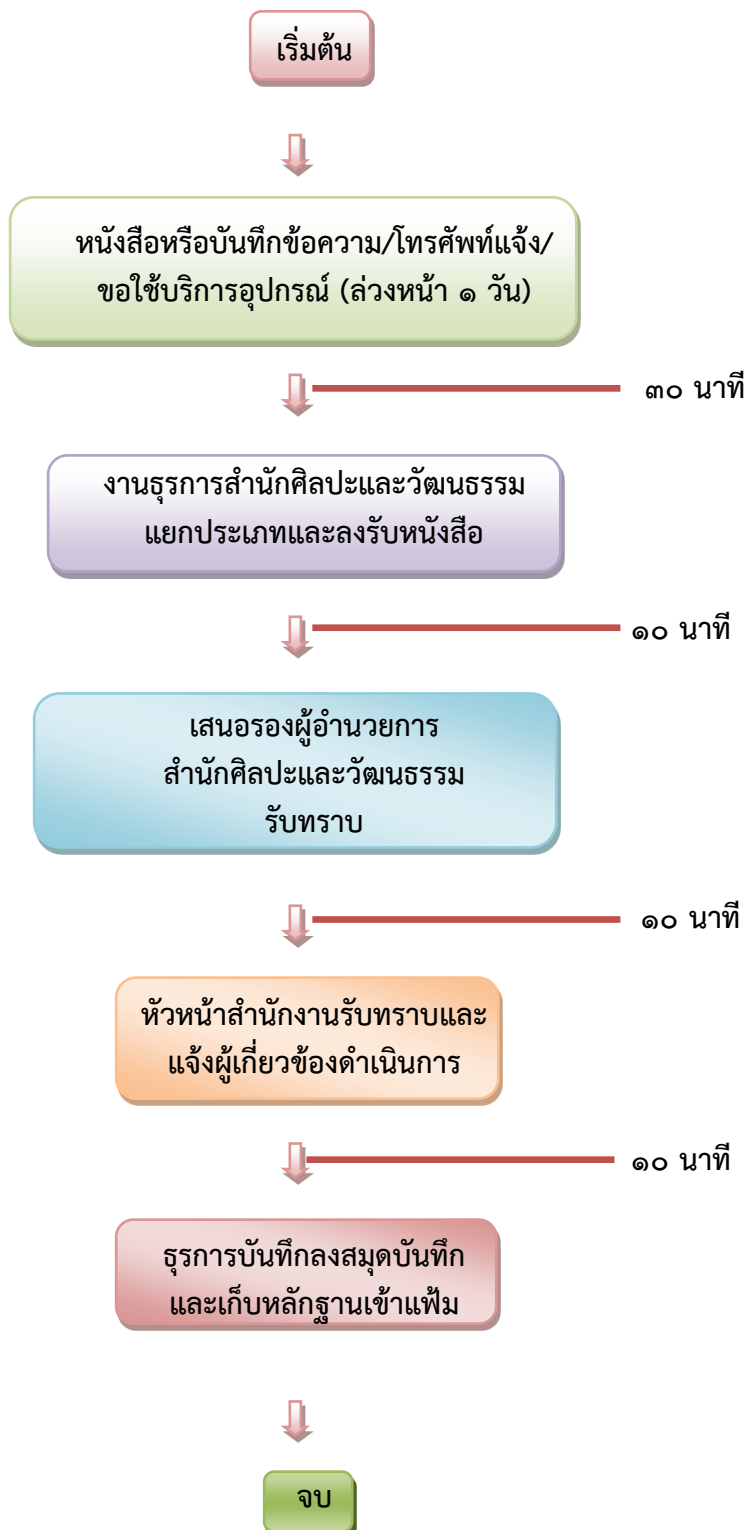 เริ่มต้น
หนังสือหรือบันทึกข้อความ/โทรศัพท์แจ้ง/
ขอใช้บริการอุปกรณ์ (ล่วงหน้า ๑ วัน)
๓๐ นาที
งานธุรการสำนักศิลปะและวัฒนธรรม
แยกประเภทและลงรับหนังสือ
๑๐ นาที
เสนอรองผู้อำนวยการ
สำนักศิลปะและวัฒนธรรม
รับทราบ
๑๐ นาที
หัวหน้าสำนักงานรับทราบและ
แจ้งผู้เกี่ยวข้องดำเนินการ
๑๐ นาที
ธุรการบันทึกลงสมุดบันทึก
และเก็บหลักฐานเข้าแฟ้ม
จบ